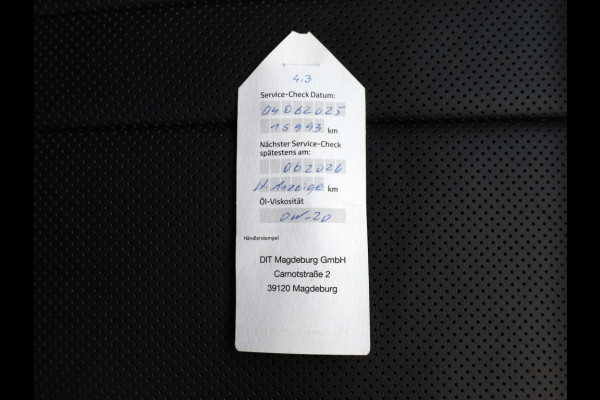 4.3
Service-Check Datum:
04062025
15993 km
Nächster Service-Check
spätestens am:
062026
lt. Anzeige km
Öl-Viskosität
0W-20
Händlerstempel
DIT Magdeburg GmbH
Carnotstraße 2
39120 Magdeburg